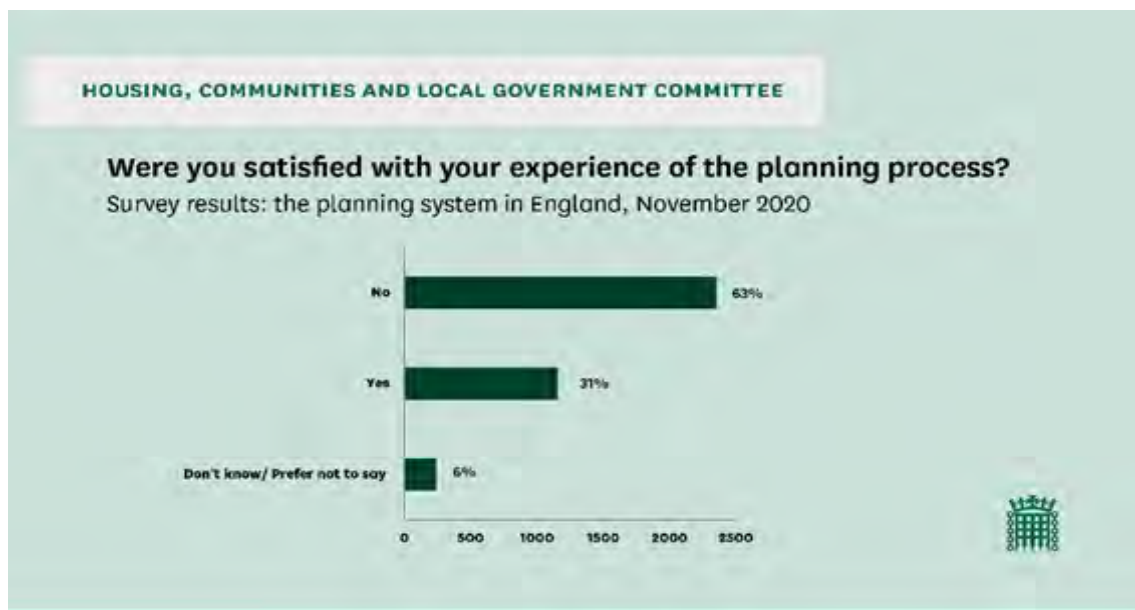 HOUSING, COMMUNITIES AND LOCAL GOVERNMENT COMMITTEE
Were you satisfied with your experience of the planning process?
Survey results: the planning system in England, November 2020
No 63%
Yes 31%
Don't know/ Prefer not to say 6%
0 500 1000 1500 2000 2500